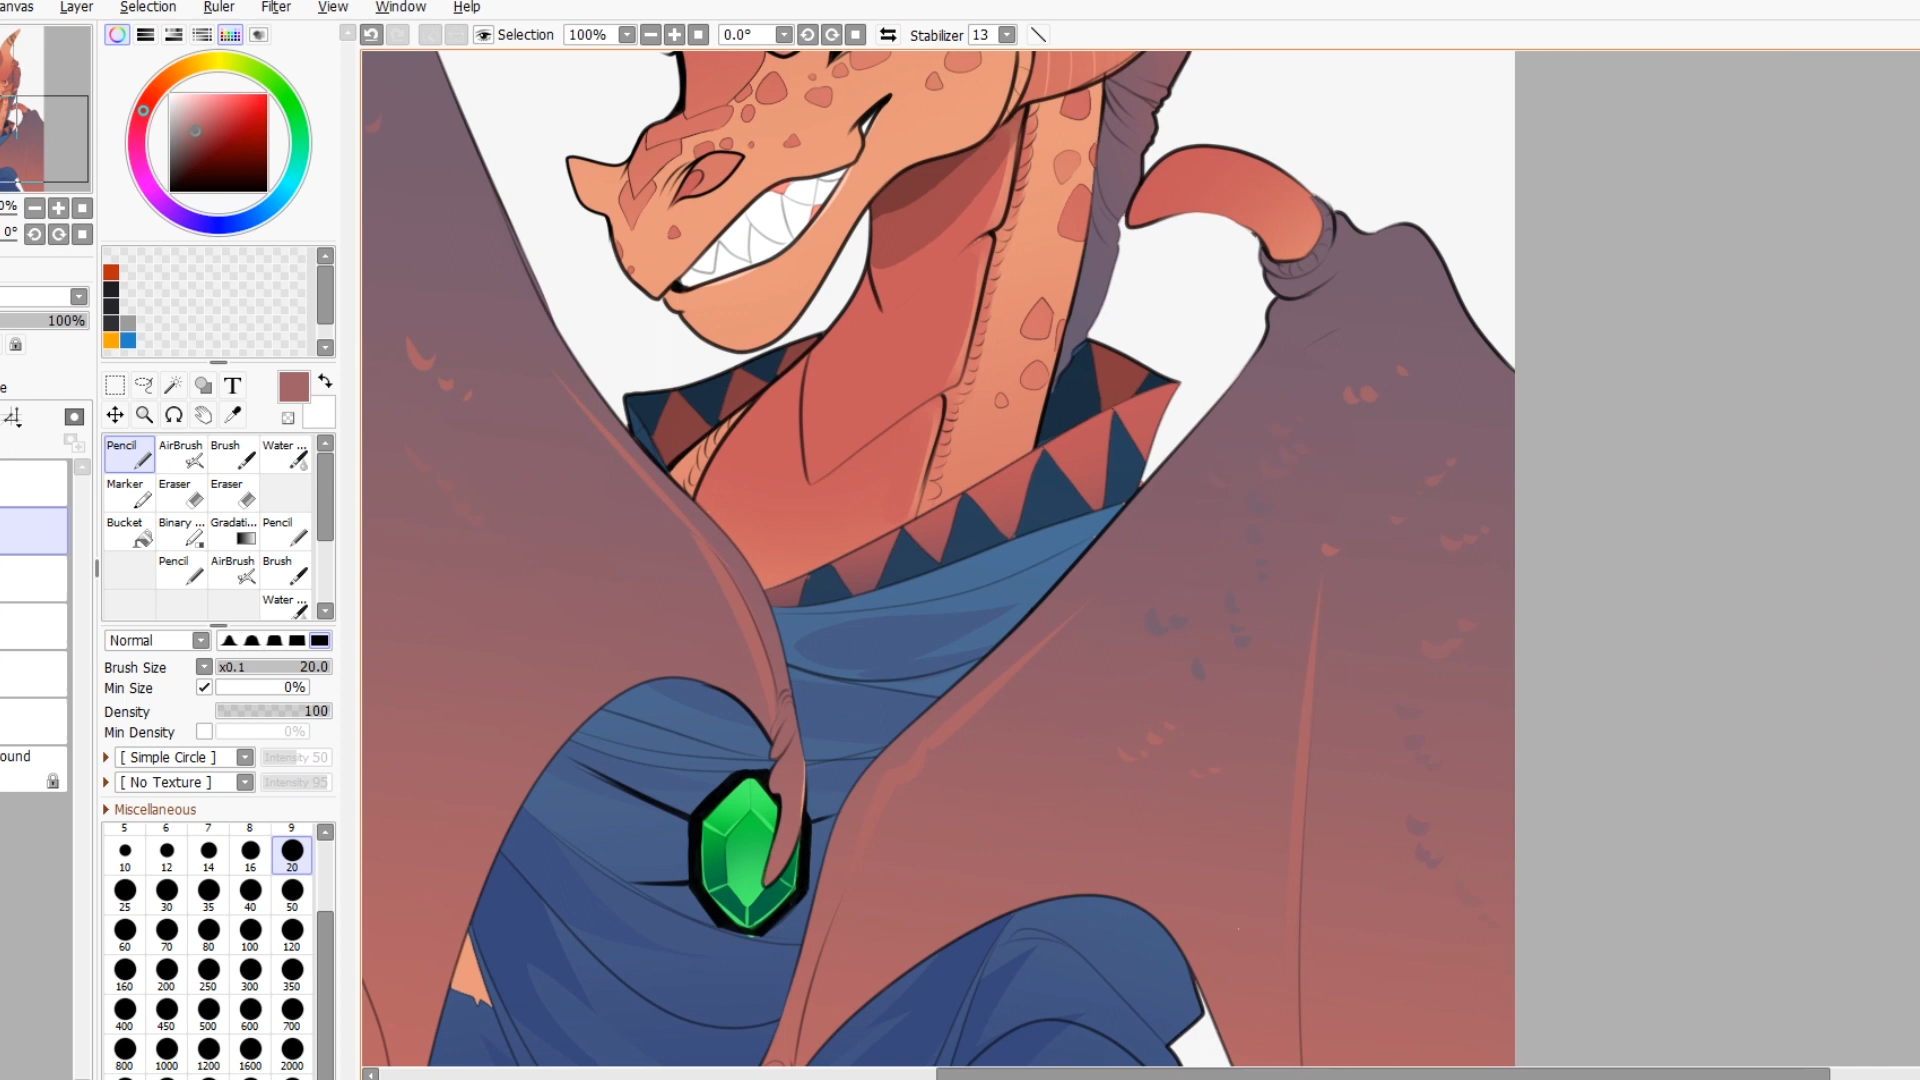 anvas Layer Selection Ruler Filter View Window Help
Selection 100% 0.0° Stabilizer 13
0%
0°
100%
e
T
Pencil AirBrush Brush Water ...
Marker Eraser Eraser
Bucket Binary ... Gradati... Pencil
Pencil AirBrush Brush
Water ...
Normal
Brush Size x0.1 20.0
Min Size 0%
Density 100
Min Density 0%
ound
[ Simple Circle ] Intensity 50
[ No Texture ] Intensity 95
Miscellaneous
5 6 7 8 9
10 12 14 16 20
25 30 35 40 50
60 70 80 100 120
160 200 250 300 350
400 450 500 600 700
800 1000 1200 1600 2000